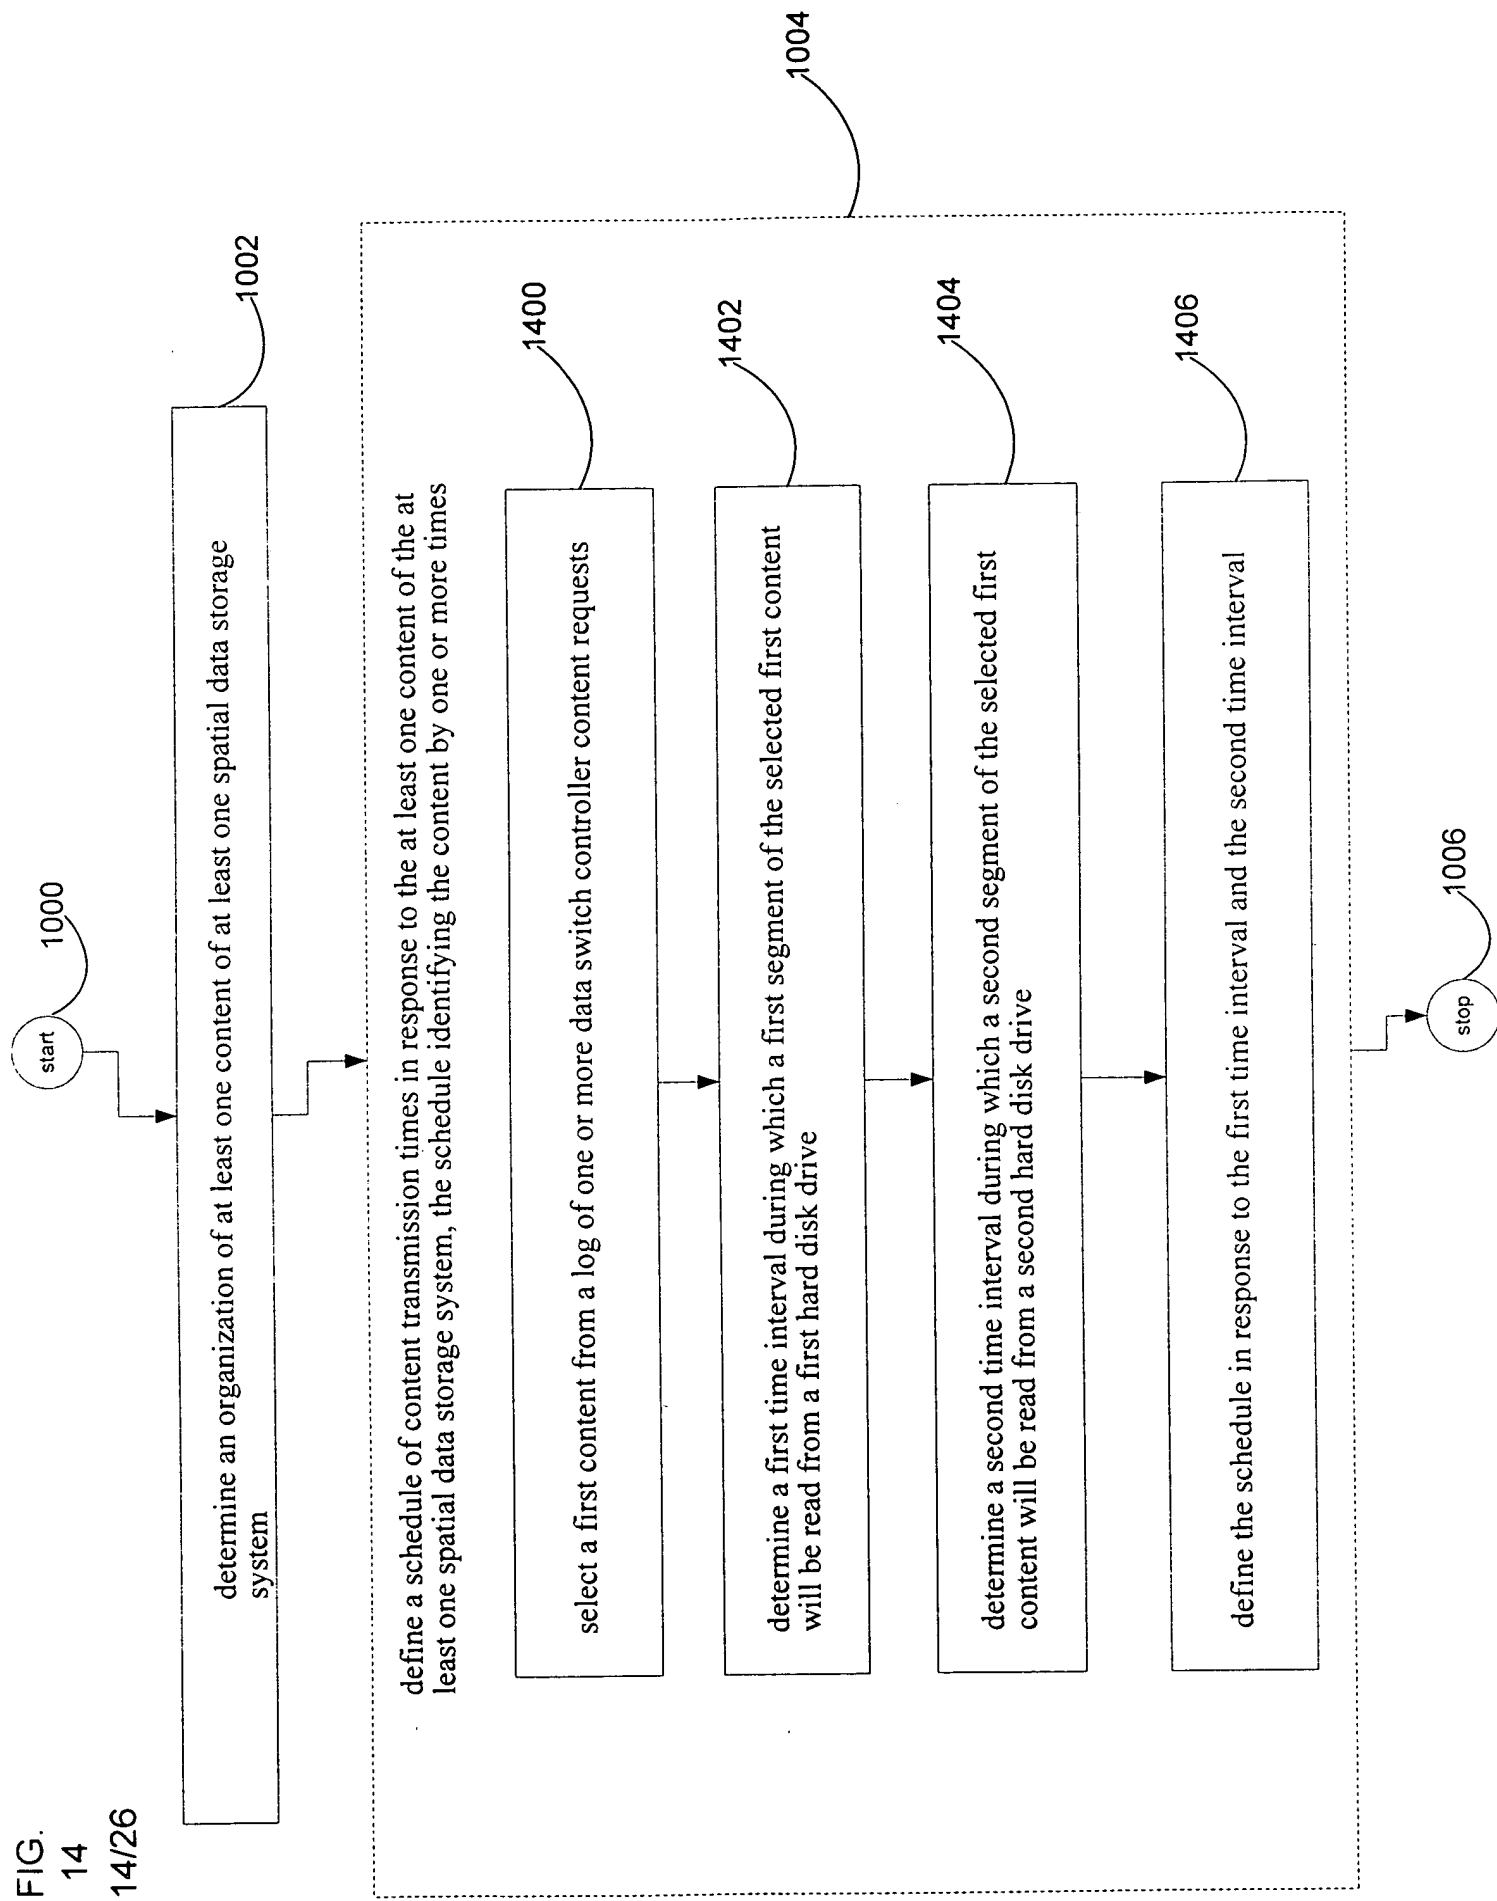 FIG.
14
14/26
start
1000
determine an organization of at least one content of at least one spatial data storage
system
1002
define a schedule of content transmission times in response to the at least one content of the at
least one spatial data storage system, the schedule identifying the content by one or more times
1004
select a first content from a log of one or more data switch controller content requests
1400
determine a first time interval during which a first segment of the selected first content
will be read from a first hard disk drive
1402
determine a second time interval during which a second segment of the selected first
content will be read from a second hard disk drive
1404
define the schedule in response to the first time interval and the second time interval
1406
stop
1006